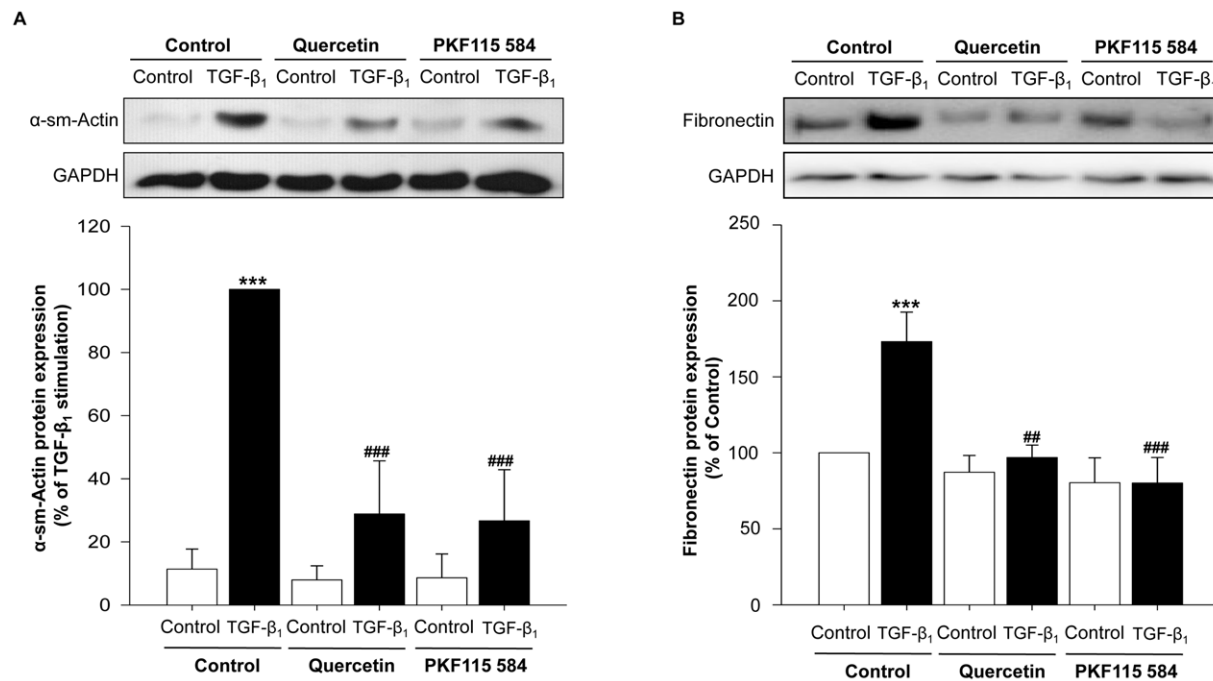 A
Control Quercetin PKF115 584
Control TGF-β₁ Control TGF-β₁ Control TGF-β₁
α-sm-Actin
GAPDH
120
100
80
60
40
20
0
α-sm-Actin protein expression
(% of TGF-β₁ stimulation)
***
###
###
Control TGF-β₁ Control TGF-β₁ Control TGF-β₁
Control Quercetin PKF115 584
B
Control Quercetin PKF115 584
Control TGF-β₁ Control TGF-β₁ Control TGF-β
Fibronectin
GAPDH
250
200
150
100
50
0
Fibronectin protein expression
(% of Control)
***
##
###
Control TGF-β₁ Control TGF-β₁ Control TGF-β₁
Control Quercetin PKF115 584